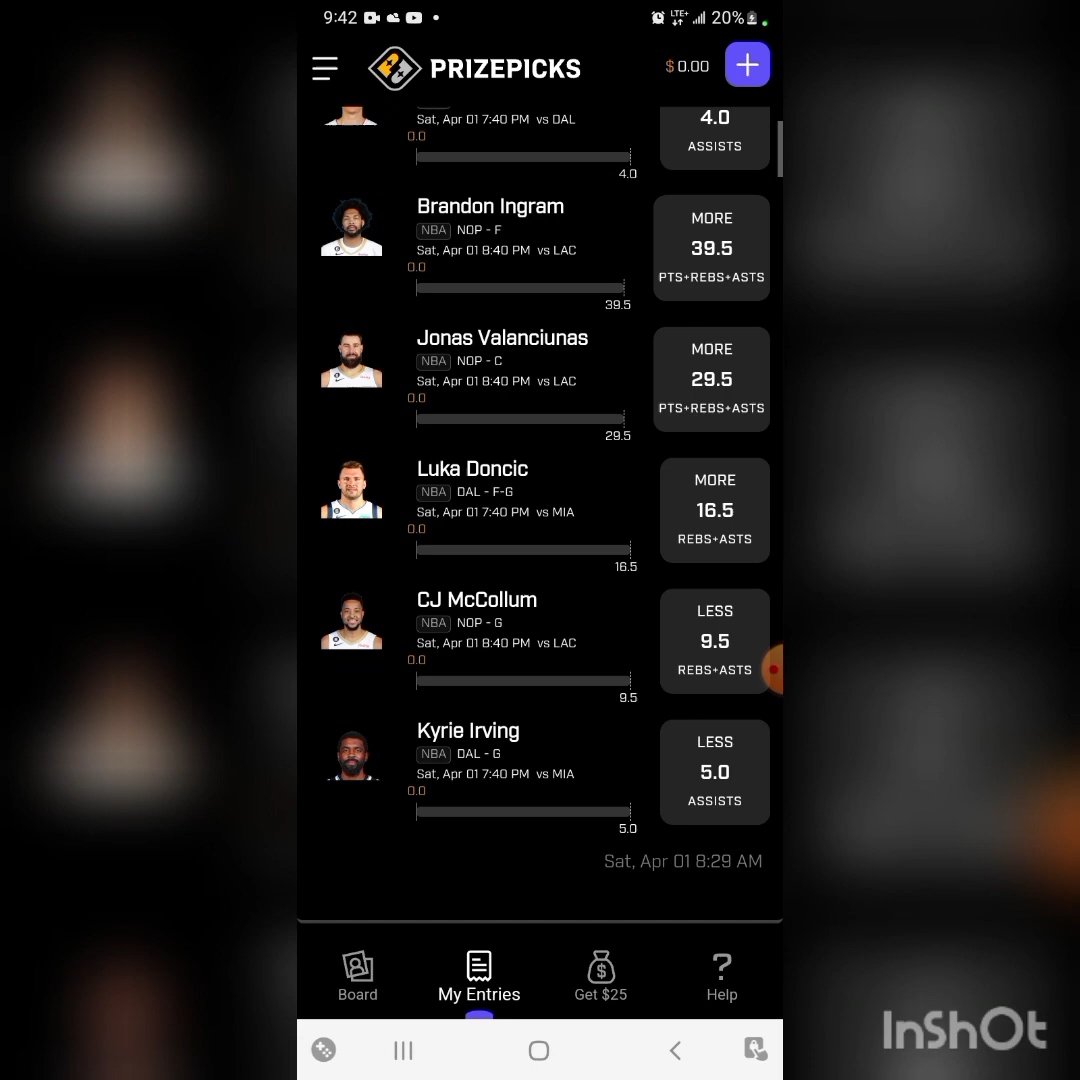 9:42 LTE+ 20%
PRIZEPICKS $ 0.00
Sat, Apr 01 7:40 PM vs DAL
0.0
4.0
4.0
ASSISTS
Brandon Ingram
NBA NOP - F
Sat, Apr 01 8:40 PM vs LAC
0.0
39.5
MORE
39.5
PTS+REBS+ASTS
Jonas Valanciunas
NBA NOP - C
Sat, Apr 01 8:40 PM vs LAC
0.0
29.5
MORE
29.5
PTS+REBS+ASTS
Luka Doncic
NBA DAL - F-G
Sat, Apr 01 7:40 PM vs MIA
0.0
16.5
MORE
16.5
REBS+ASTS
CJ McCollum
NBA NOP - G
Sat, Apr 01 8:40 PM vs LAC
0.0
9.5
LESS
9.5
REBS+ASTS
Kyrie Irving
NBA DAL - G
Sat, Apr 01 7:40 PM vs MIA
0.0
5.0
LESS
5.0
ASSISTS
Sat, Apr 01 8:29 AM
Board
My Entries
Get $25
Help
InShOt